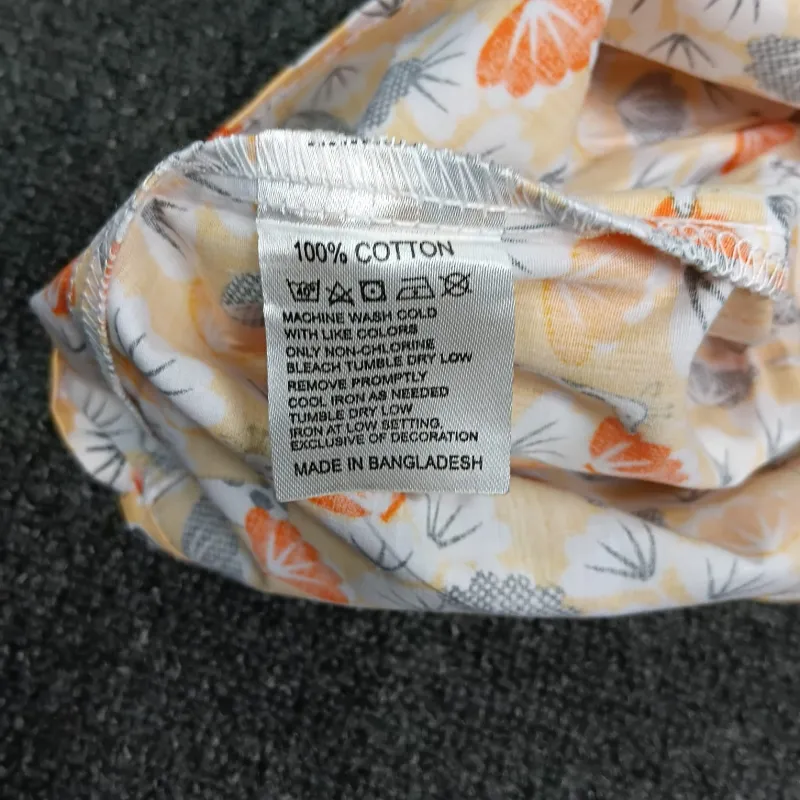 100% COTTON
MACHINE WASH COLD
WITH LIKE COLORS
ONLY NON-CHLORINE
BLEACH TUMBLE DRY LOW
REMOVE PROMPTLY
COOL IRON AS NEEDED
TUMBLE DRY LOW
IRON AT LOW SETTING,
EXCLUSIVE OF DECORATION
MADE IN BANGLADESH